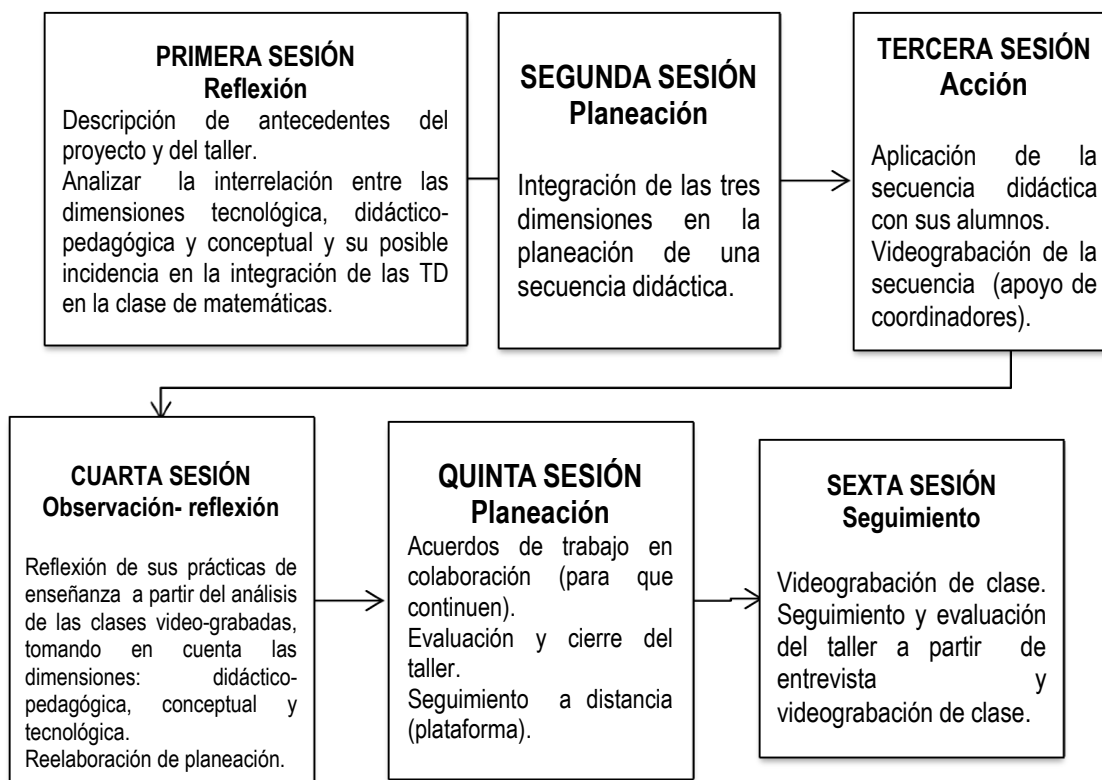 PRIMERA SESIÓN
Reflexión
Descripción de antecedentes del
proyecto y del taller.
Analizar la interrelación entre las
dimensiones tecnológica, didáctico-
pedagógica y conceptual y su posible
incidencia en la integración de las TD
en la clase de matemáticas.
SEGUNDA SESIÓN
Planeación
Integración de las tres
dimensiones en la
planeación de una
secuencia didáctica.
TERCERA SESIÓN
Acción
Aplicación de la
secuencia didáctica
con sus alumnos.
Videograbación de la
secuencia (apoyo de
coordinadores).
CUARTA SESIÓN
Observación- reflexión
Reflexión de sus prácticas de
enseñanza a partir del análisis
de las clases video-grabadas,
tomando en cuenta las
dimensiones: didáctico-
pedagógica, conceptual y
tecnológica.
Reelaboración de planeación.
QUINTA SESIÓN
Planeación
Acuerdos de trabajo en
colaboración (para que
continuen).
Evaluación y cierre del
taller.
Seguimiento a distancia
(plataforma).
SEXTA SESIÓN
Seguimiento
Videograbación de clase.
Seguimiento y evaluación
del taller a partir de
entrevista y
videograbación de clase.